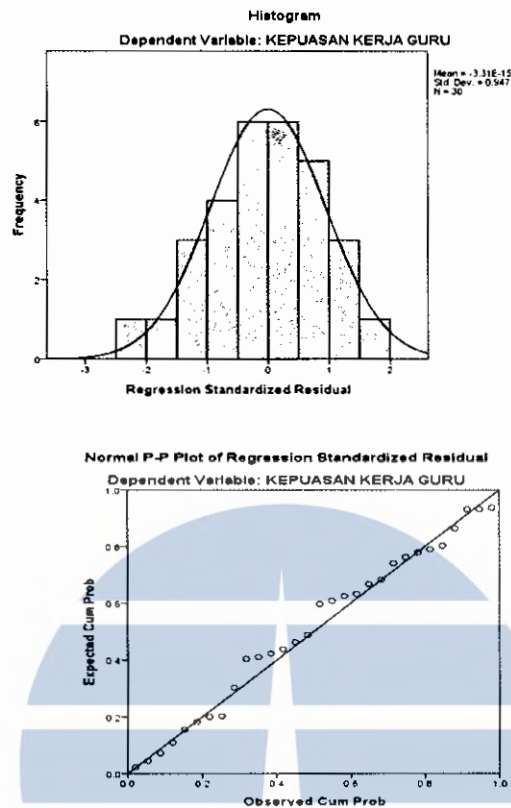 Histogram
Dependent Variable: KEPUASAN KERJA GURU
Mean = -3.31E-15
Std. Dev. = 0.947
N = 30
Frequency
6
4
2
0
-3
-2
-1
0
1
2
Regression Standardized Residual
Normal P-P Plot of Regression Standardized Residual
Dependent Variable: KEPUASAN KERJA GURU
Expected Cum Prob
1.0
0.8
0.6
0.4
0.2
0.0
0.0
0.2
0.4
0.6
0.8
1.0
Observed Cum Prob